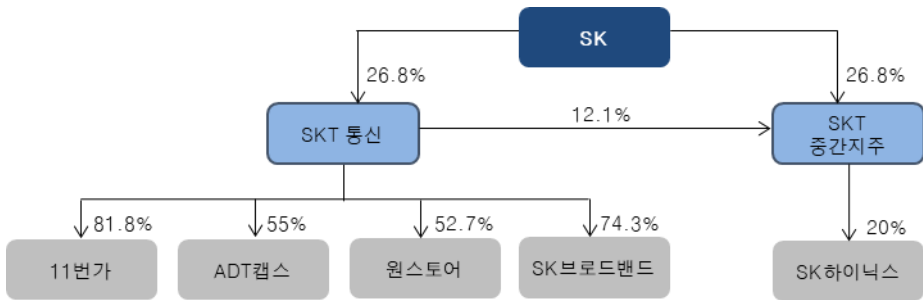 SK
26.8%
26.8%
SKT 통신
12.1%
SKT
중간지주
81.8%
55%
52.7%
74.3%
20%
11번가
ADT캡스
원스토어
SK브로드밴드
SK하이닉스